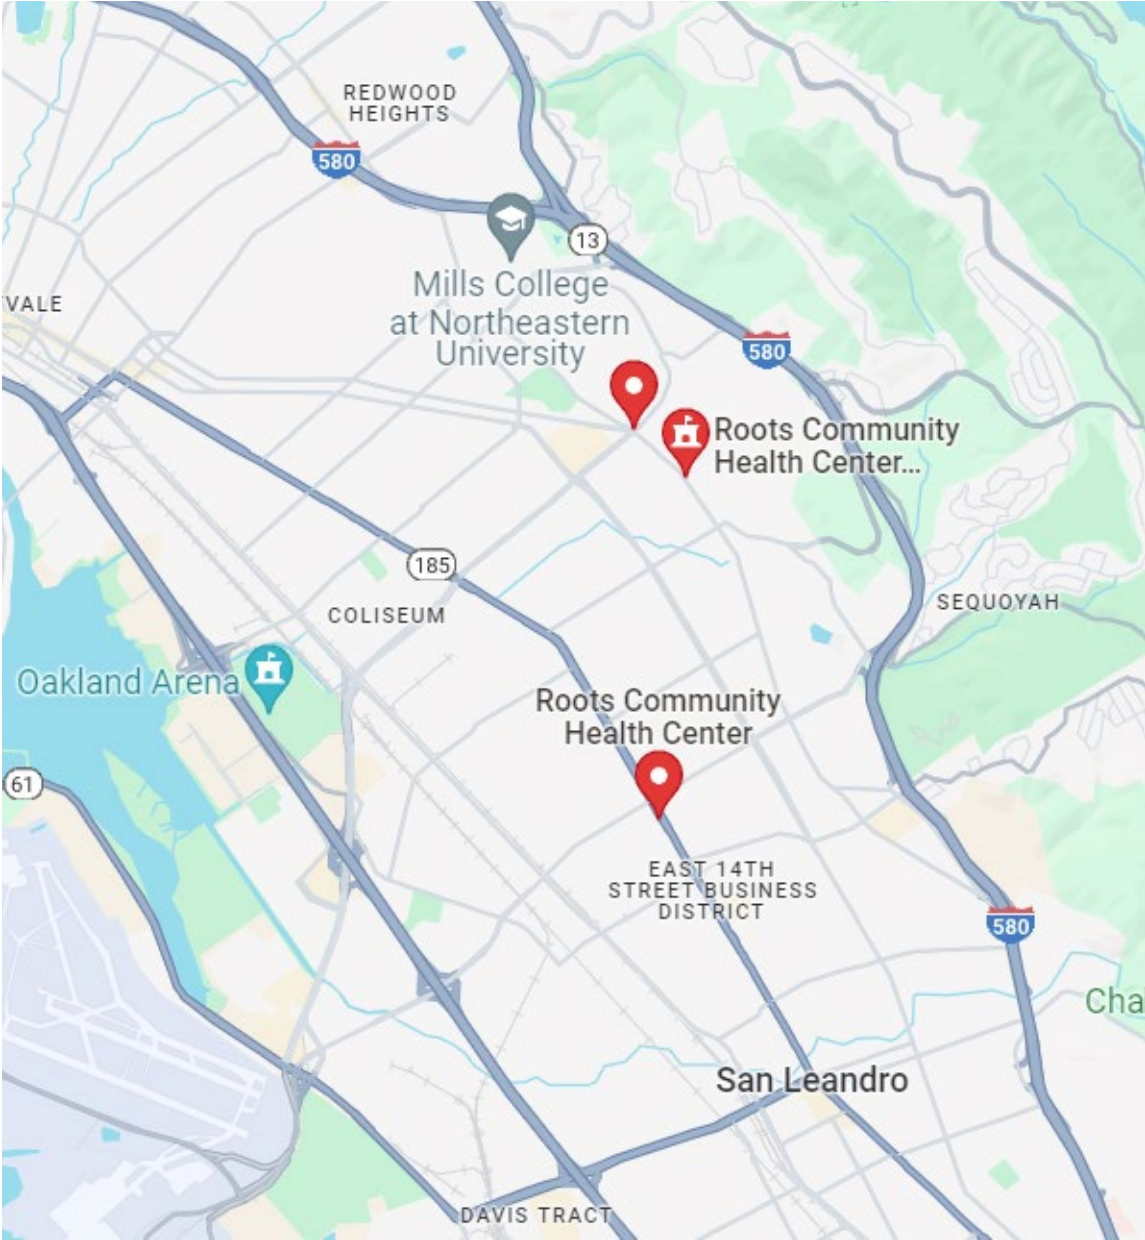 REDWOOD
HEIGHTS
580
13
Mills College
at Northeastern
University
VALE
580
Roots Community
Health Center...
185
COLISEUM
SEQUOYAH
Oakland Arena
Roots Community
Health Center
61
EAST 14TH
STREET BUSINESS
DISTRICT
580
Cha
San Leandro
DAVIS TRACT